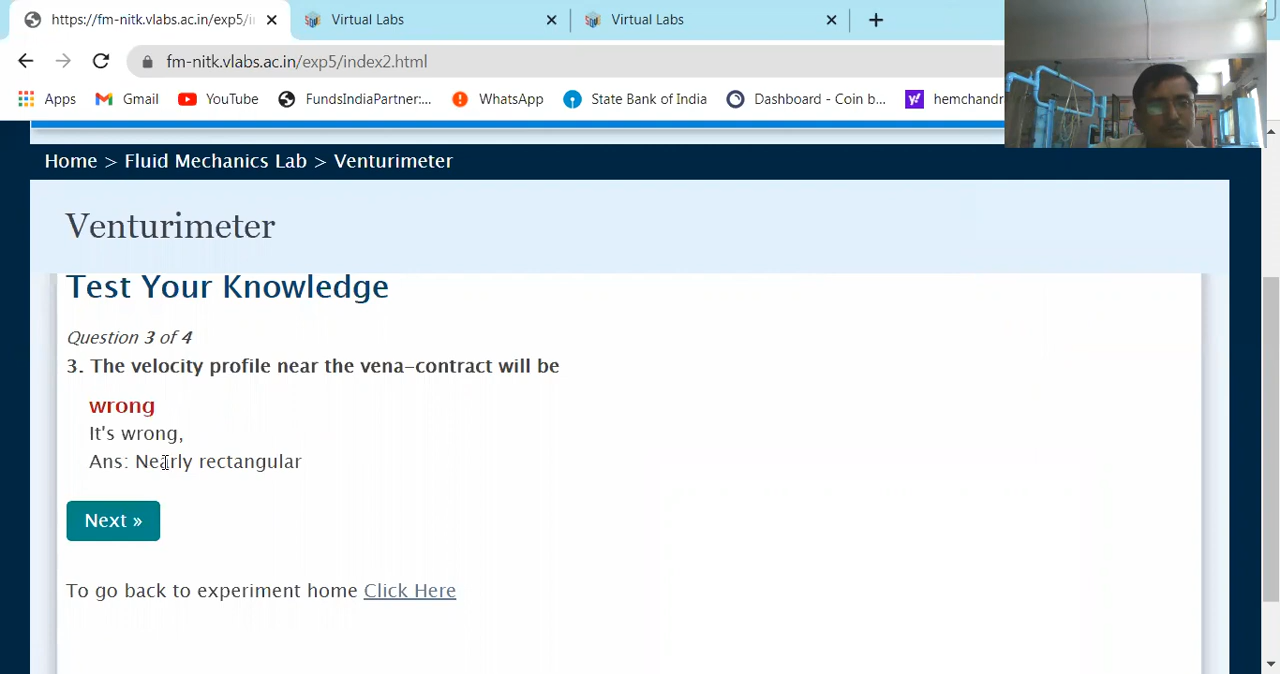 https://fm-nitk.vlabs.ac.in/exp5/i
Virtual Labs
Virtual Labs
fm-nitk.vlabs.ac.in/exp5/index2.html
Apps
Gmail
YouTube
FundsIndiaPartner:...
WhatsApp
State Bank of India
Dashboard - Coin b...
hemchandr
Home > Fluid Mechanics Lab > Venturimeter
Venturimeter
Test Your Knowledge
Question 3 of 4
3. The velocity profile near the vena-contract will be
wrong
It's wrong,
Ans: Nearly rectangular
Next »
To go back to experiment home Click Here